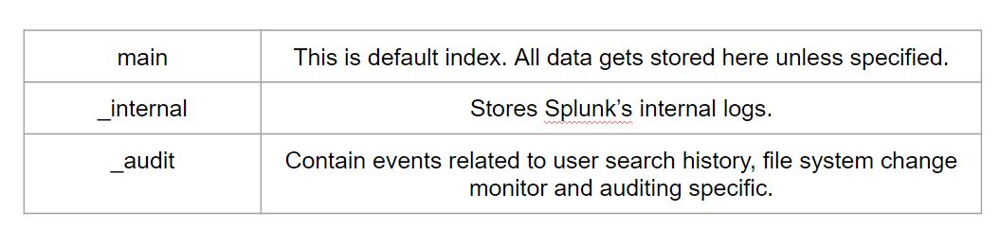 main
This is default index. All data gets stored here unless specified.
_internal
Stores Splunk’s internal logs.
_audit
Contain events related to user search history, file system change
monitor and auditing specific.